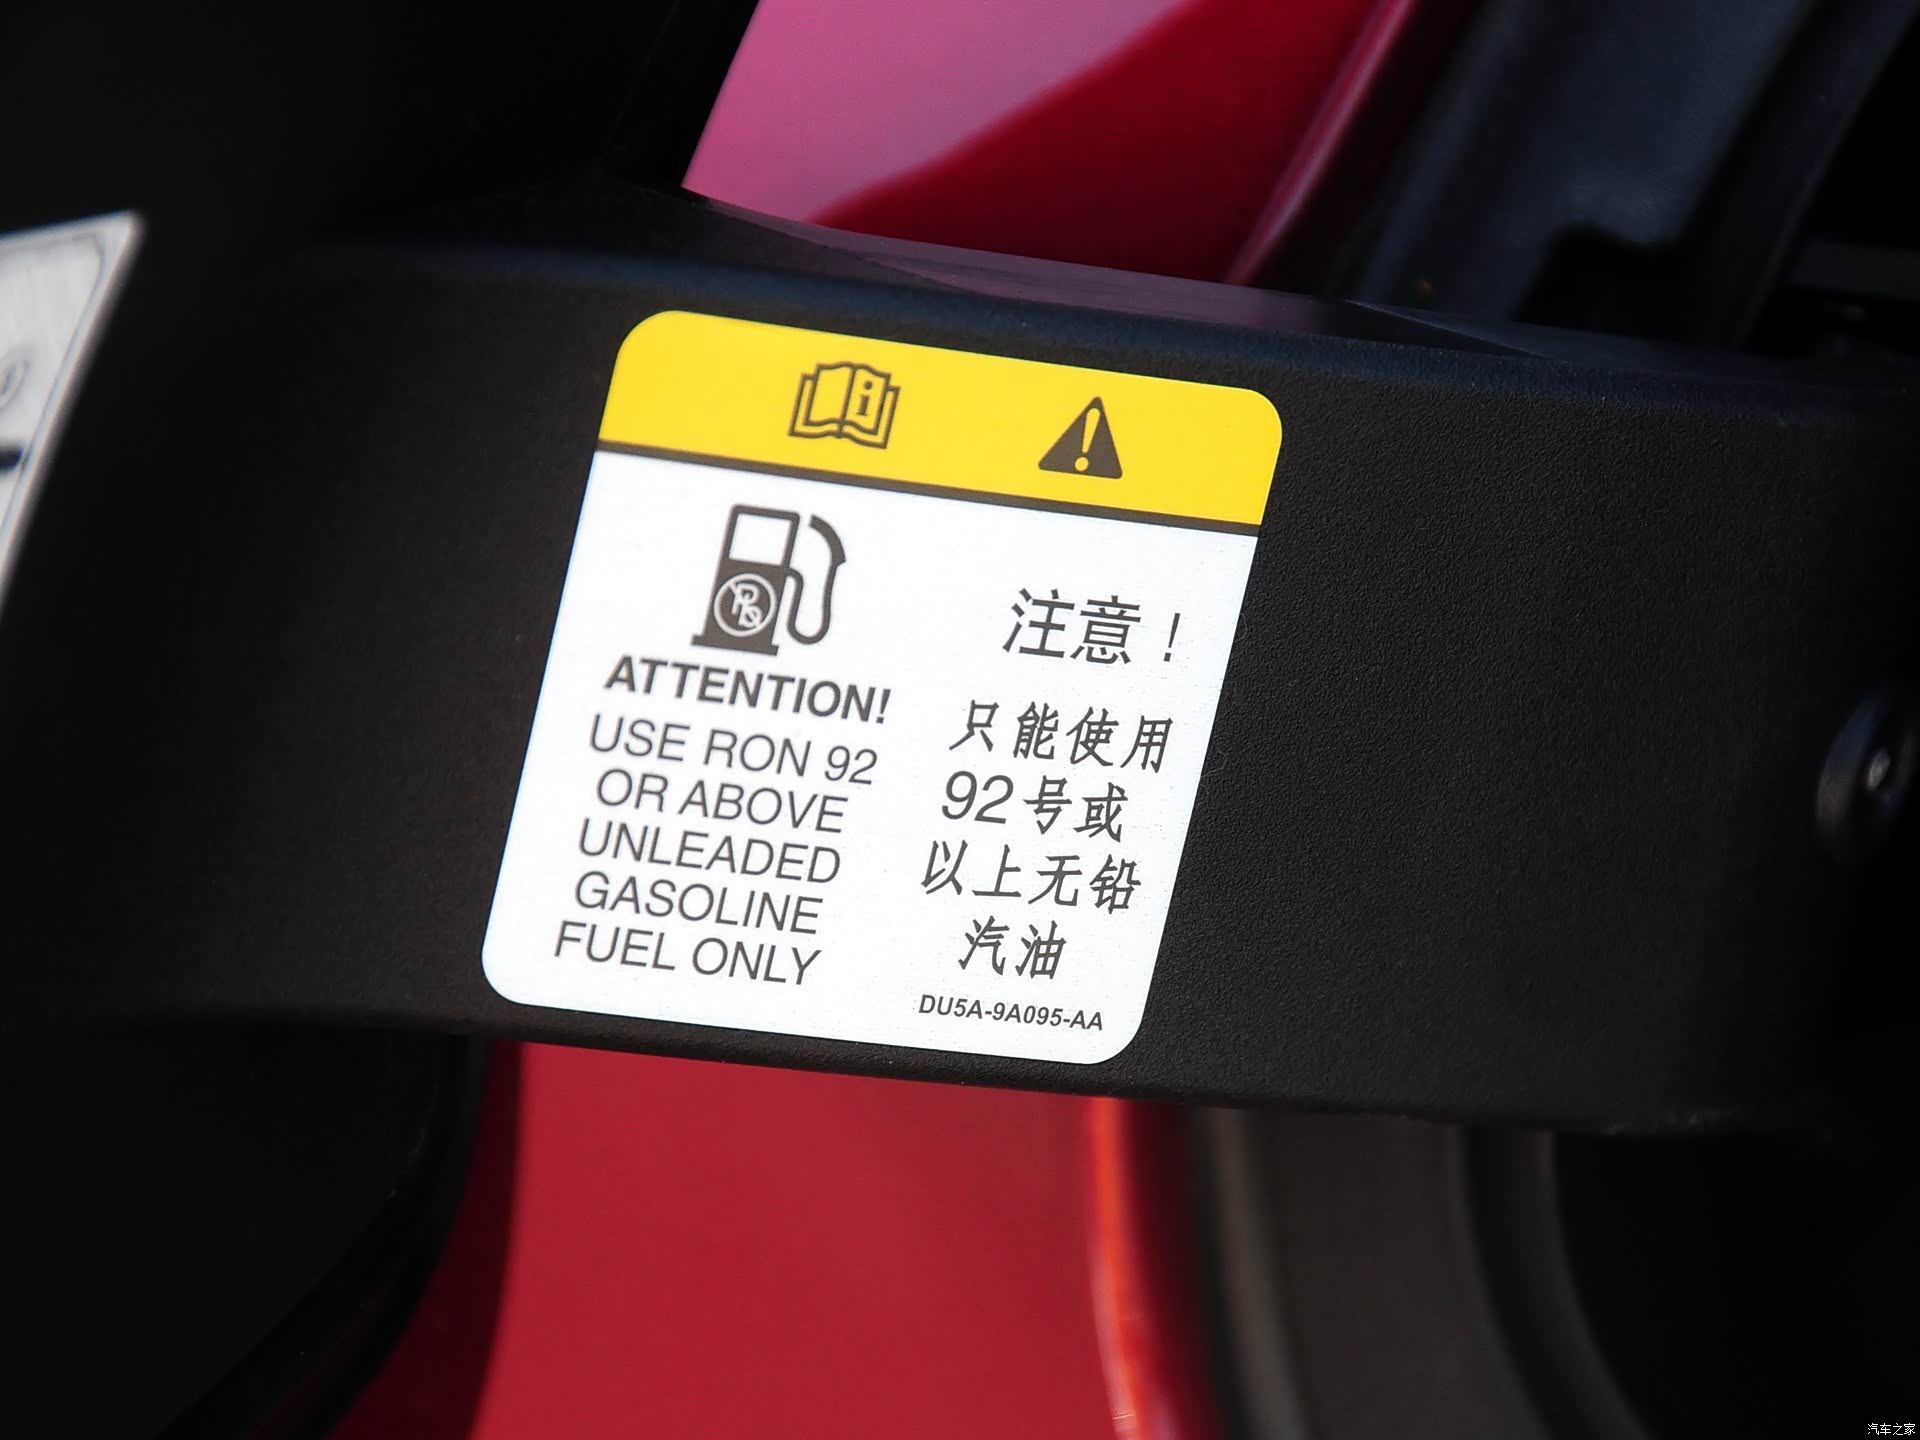 ATTENTION!
USE RON 92
OR ABOVE
UNLEADED
GASOLINE
FUEL ONLY
注意！
只能使用
92号或
以上无铅
汽油
DU5A-9A095-AA
汽车之家